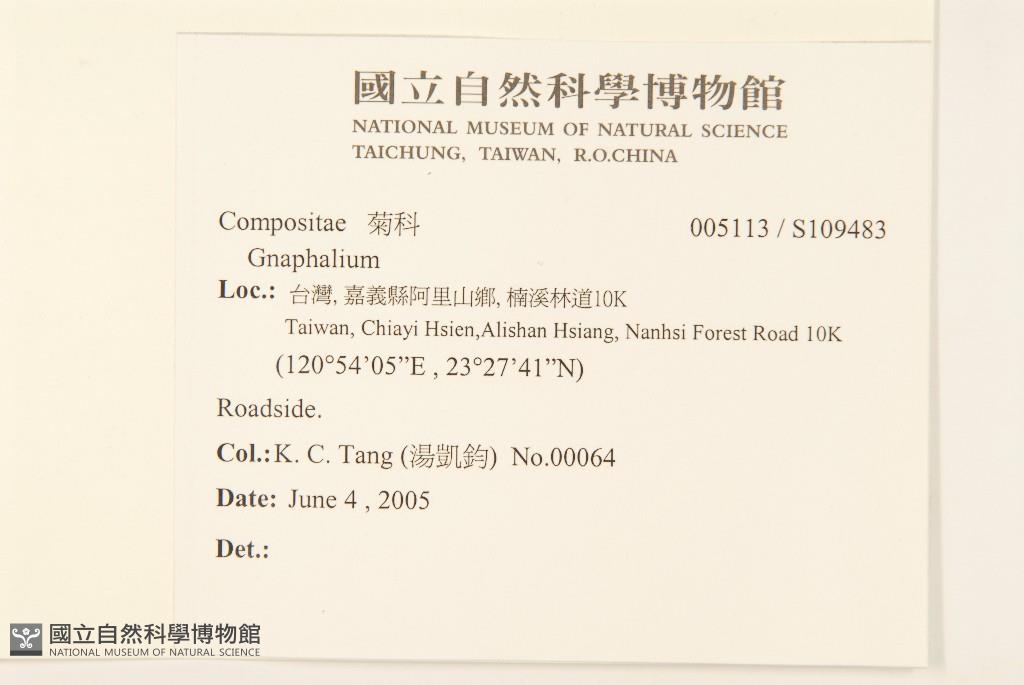 國立自然科學博物館
NATIONAL MUSEUM OF NATURAL SCIENCE
TAICHUNG, TAIWAN, R.O.CHINA
Compositae 菊科 005113 / S109483
Gnaphalium
Loc.: 台灣, 嘉義縣阿里山鄉, 楠溪林道10K
Taiwan, Chiayi Hsien,Alishan Hsiang, Nanhsi Forest Road 10K
(120°54’05”E , 23°27’41”N)
Roadside.
Col.:K. C. Tang (湯凱鈞) No.00064
Date: June 4 , 2005
Det.:
國立自然科學博物館
NATIONAL MUSEUM OF NATURAL SCIENCE